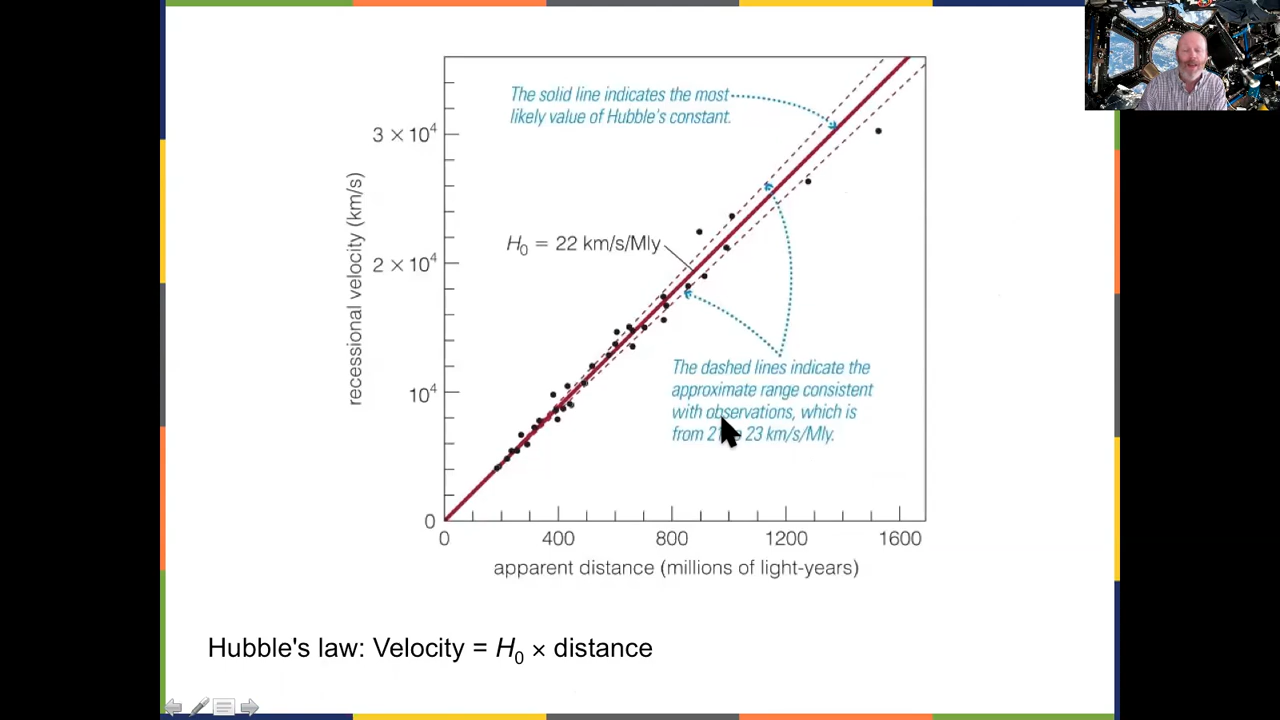 The solid line indicates the most
likely value of Hubble's constant.
3 × 10⁴
recessional velocity (km/s)
H₀ = 22 km/s/Mly
2 × 10⁴
The dashed lines indicate the
approximate range consistent
with observations, which is
from 23 km/s/Mly.
10⁴
0
0 400 800 1200 1600
apparent distance (millions of light-years)
Hubble's law: Velocity = H₀ × distance